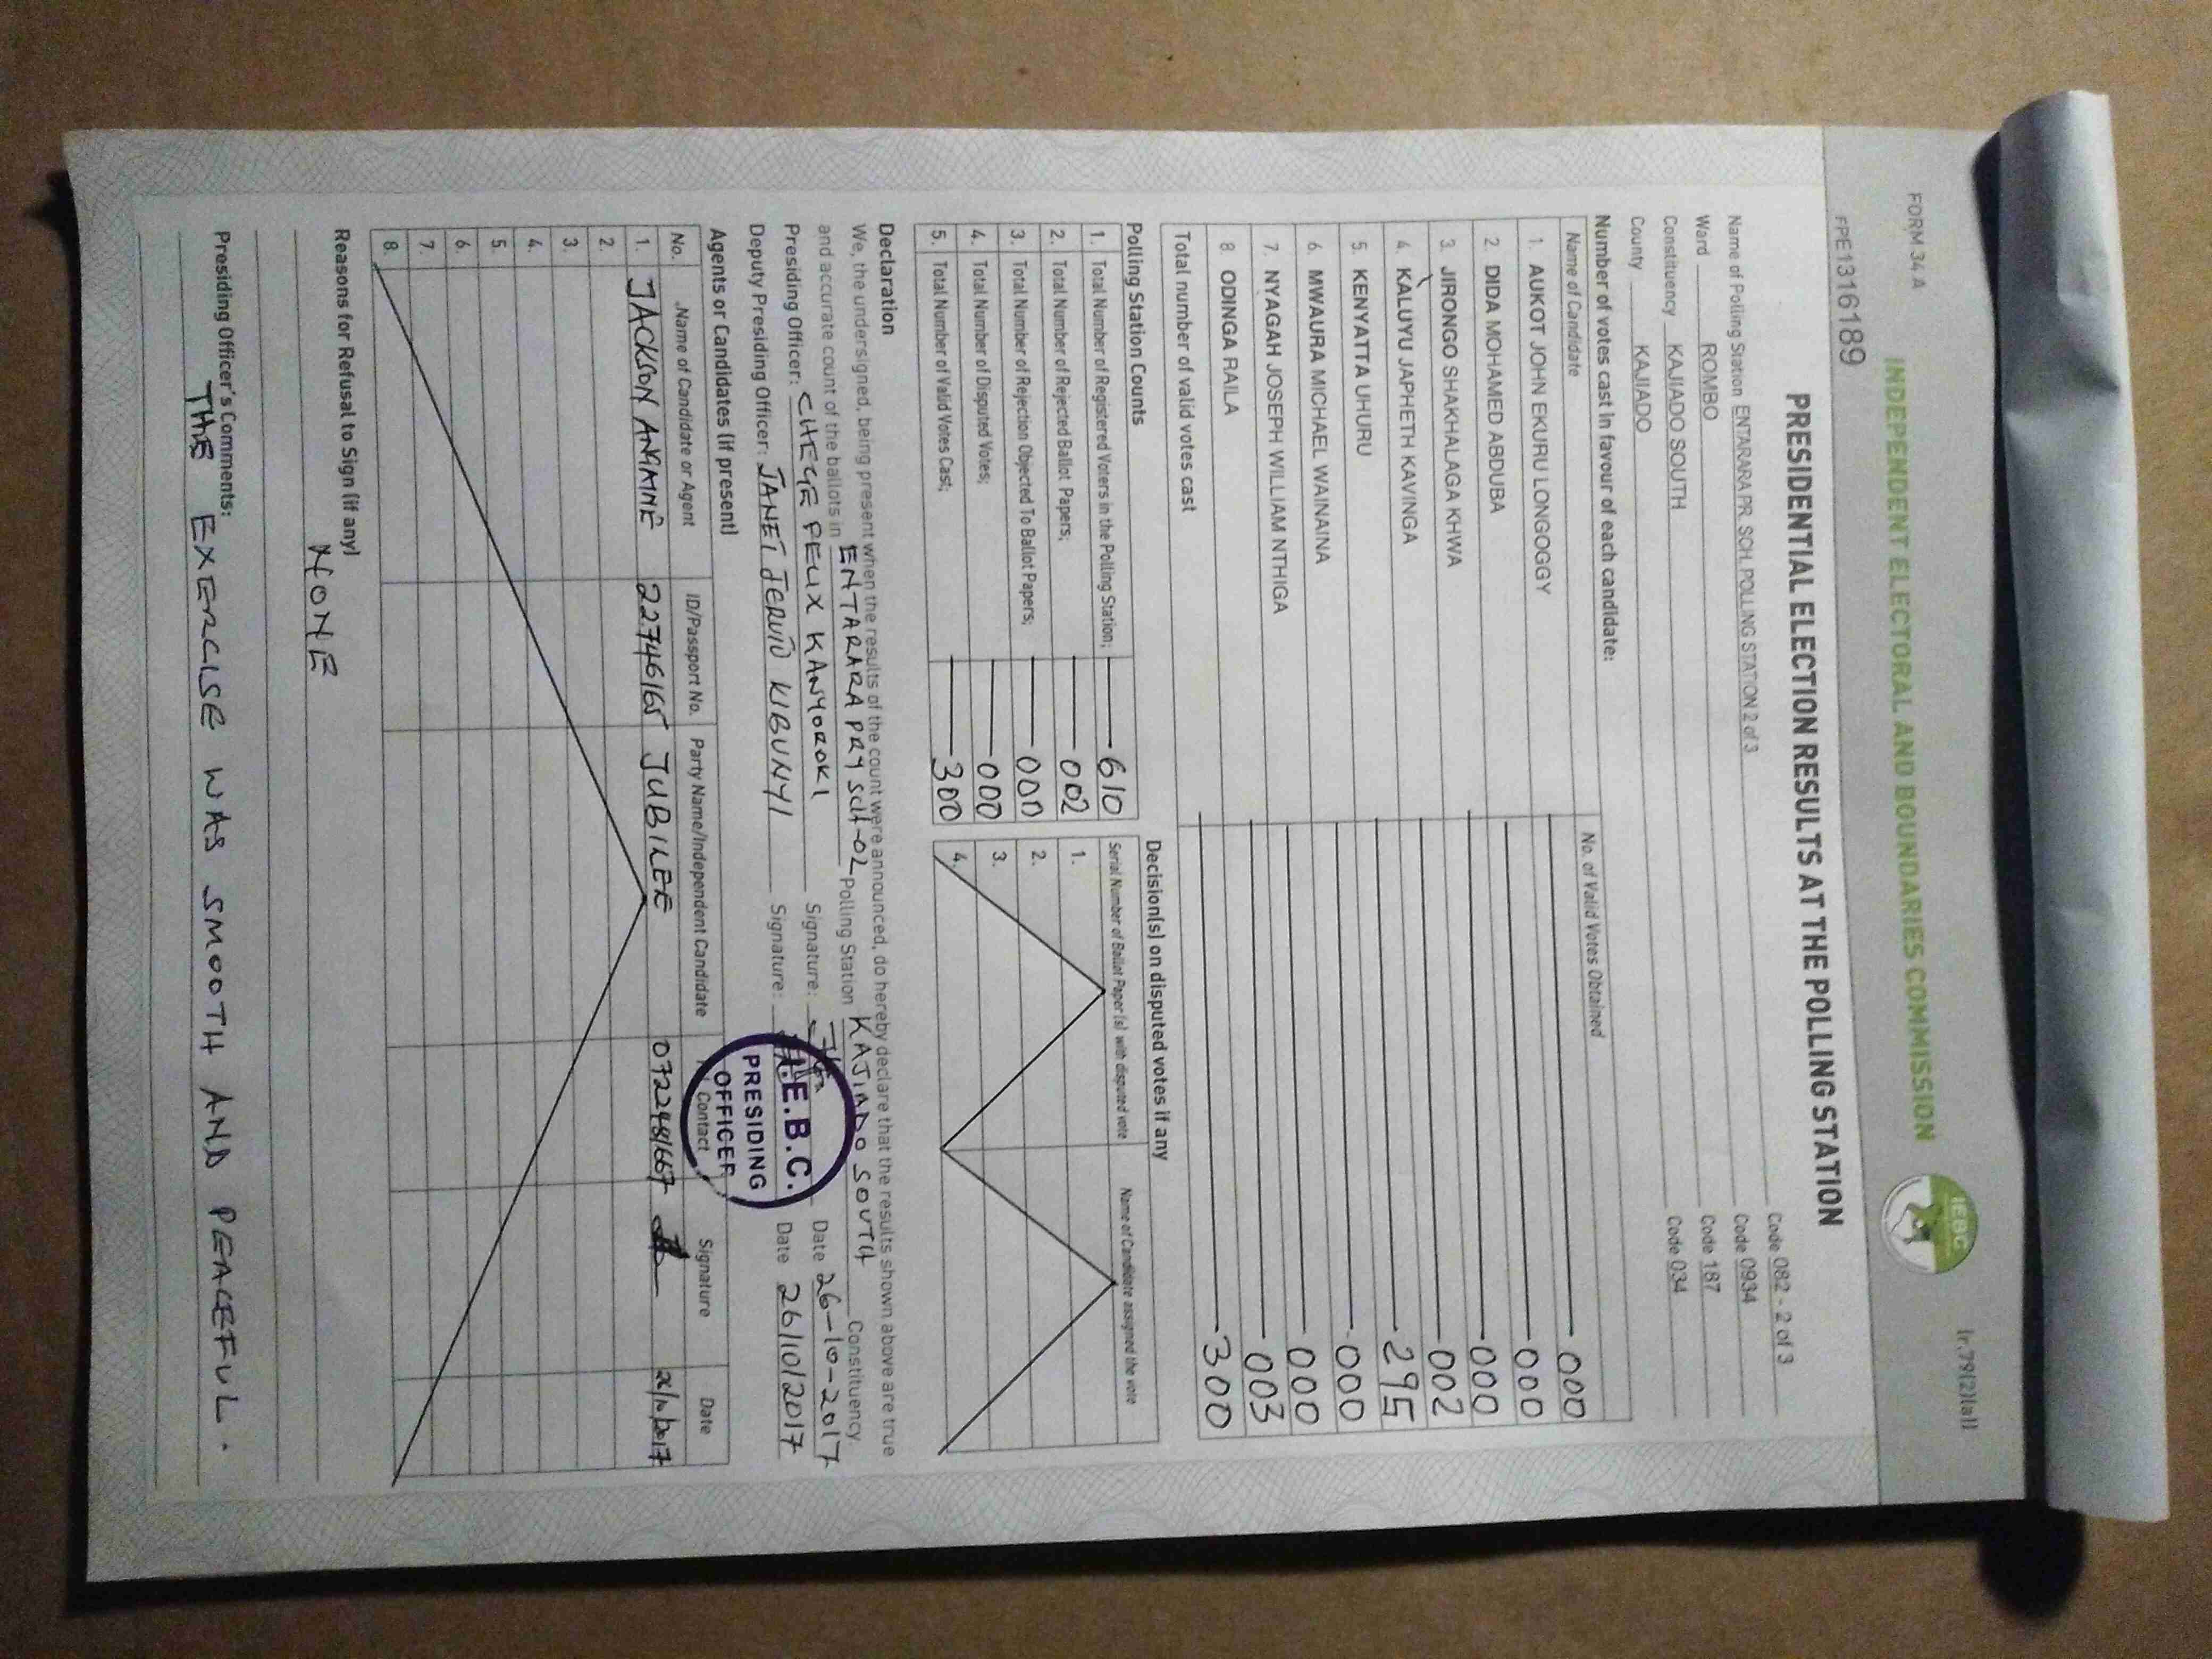 FORM 34A
(r.79(2)(a))
INDEPENDENT ELECTORAL AND BOUNDARIES COMMISSION
IEBC
FPE1316189
PRESIDENTIAL ELECTION RESULTS AT THE POLLING STATION
Name of Polling Station ENTARARA PR. SCH. POLLING STATION 2 of 3 Code 082 - 2 of 3
Ward ROMBO Code 0934
Constituency KAJIADO SOUTH Code 187
County KAJIADO Code 034
Number of votes cast in favour of each candidate:
Name of Candidate No. of Valid Votes Obtained
1. AUKOT JOHN EKURU LONGOGGY 000
2. DIDA MOHAMED ABDUBA 000
3. JIRONGO SHAKHALAGA KHWA 000
4. KALUYU JAPHETH KAVINGA 002
5. KENYATTA UHURU 295
6. MWAURA MICHAEL WAINAINA 000
7. NYAGAH JOSEPH WILLIAM NTHIGA 000
8. ODINGA RAILA 003
Total number of valid votes cast 300
Polling Station Counts
1. Total Number of Registered Voters in the Polling Station; 610
2. Total Number of Rejected Ballot Papers; 002
3. Total Number of Rejection Objected To Ballot Papers; 000
4. Total Number of Disputed Votes; 000
5. Total Number of Valid Votes Cast; 300
Decision(s) on disputed votes if any
Serial Number of Ballot Paper(s) with disputed vote Name of Candidate assigned the vote
1.
2.
3.
4.
Declaration
We, the undersigned, being present when the results of the count were announced, do hereby declare that the results shown above are true
and accurate count of the ballots in ENTARARA PRY SCH-02 Polling Station KAJIADO SOUTH Constituency.
Presiding Officer: CHEGE FELIX KANYOROKI Signature: Date 26-10-2017
Deputy Presiding Officer: JANET JERUTO KIBUNYI Signature: Date 26/10/2017
I.E.B.C.
PRESIDING
OFFICER
Agents or Candidates (if present)
No. Name of Candidate or Agent ID/Passport No. Party Name/Independent Candidate Contact Signature Date
1. JACKSON ANAMNE 22746165 JUBILEE 0722481667
2.
3.
4.
5.
6.
7.
8.
Reasons for Refusal to Sign (if any)
NONE
Presiding Officer's Comments:
THE EXERCISE WAS SMOOTH AND PEACEFUL.